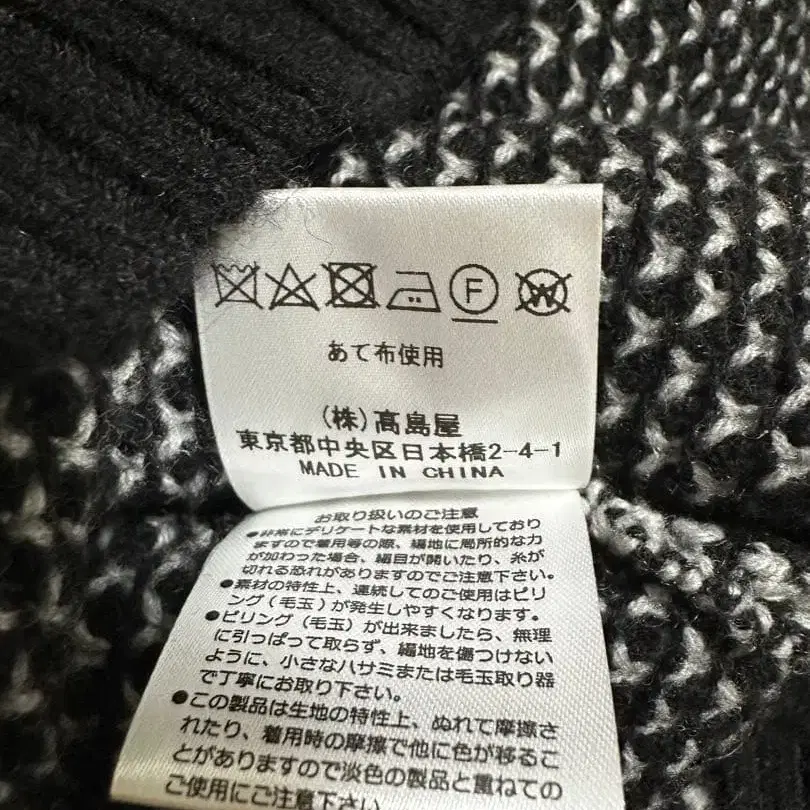 F W
あて布使用
(株)髙島屋
東京都中央区日本橋2-4-1
MADE IN CHINA
お取り扱いのご注意
●非常にデリケートな素材を使用しており
ますので着用等の際、編地に局所的な力
が加わった場合、編目が開いたり、糸が
切れる恐れがありますのでご注意下さい。
●素材の特性上、連続してのご使用はピリ
ング(毛玉)が発生しやすくなります。
●ピリング(毛玉)が出来ましたら、無理
に引っぱって取らず、編地を傷つけない
ように、小さなハサミまたは毛玉取り器
で丁寧にお取り下さい。
●この製品は生地の特性上、ぬれて摩擦さ
れたり、着用時の摩擦で他に色が移るこ
とがありますので淡色の製品と重ねての
ご使用にご注意下さい